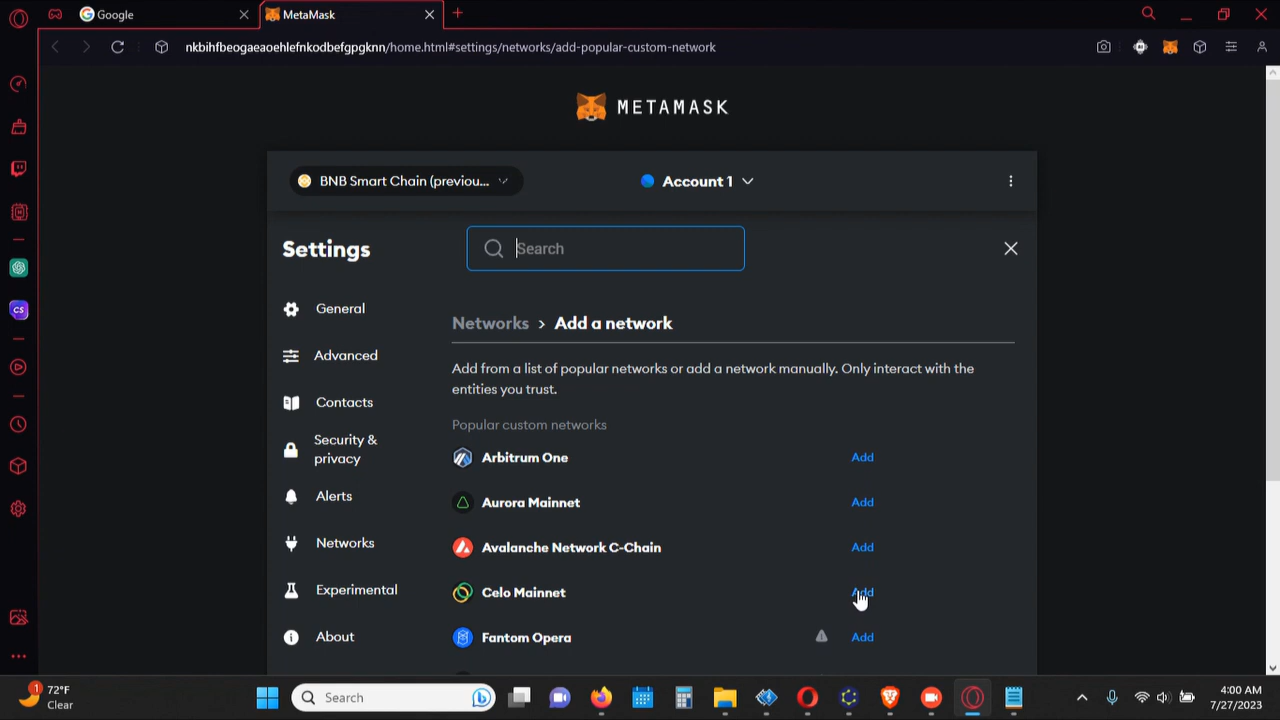 Google
MetaMask
nkbihfbeogaeaoehlefnkodbefgpgknn/home.html#settings/networks/add-popular-custom-network
METAMASK
BNB Smart Chain (previou...
Account 1
Settings
Search
General
Advanced
Contacts
Security &
privacy
Alerts
Networks
Experimental
About
Networks > Add a network
Add from a list of popular networks or add a network manually. Only interact with the
entities you trust.
Popular custom networks
Arbitrum One Add
Aurora Mainnet Add
Avalanche Network C-Chain Add
Celo Mainnet Add
Fantom Opera Add
CS
1
72°F
Clear
Search
4:00 AM
7/27/2023